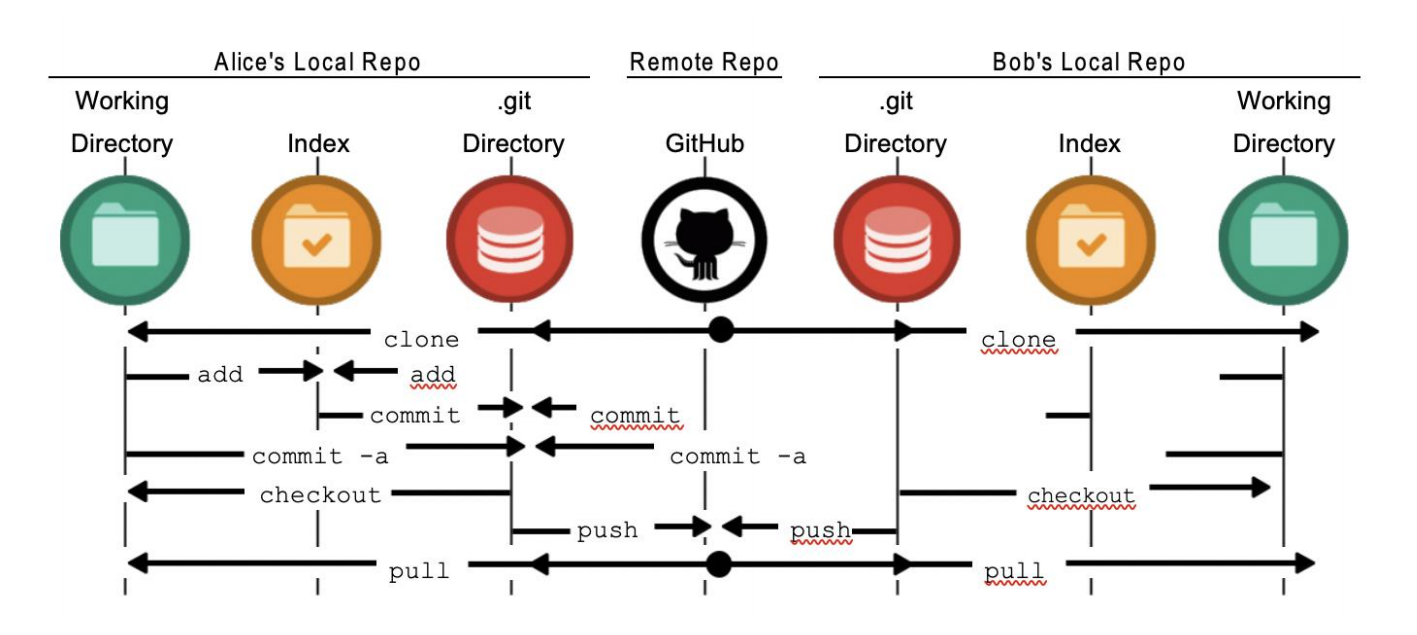 Alice's Local Repo Remote Repo Bob's Local Repo
Working .git .git Working
Directory Index Directory GitHub Directory Index Directory
clone clone
add add
commit commit
commit -a commit -a
checkout checkout
push push
pull pull